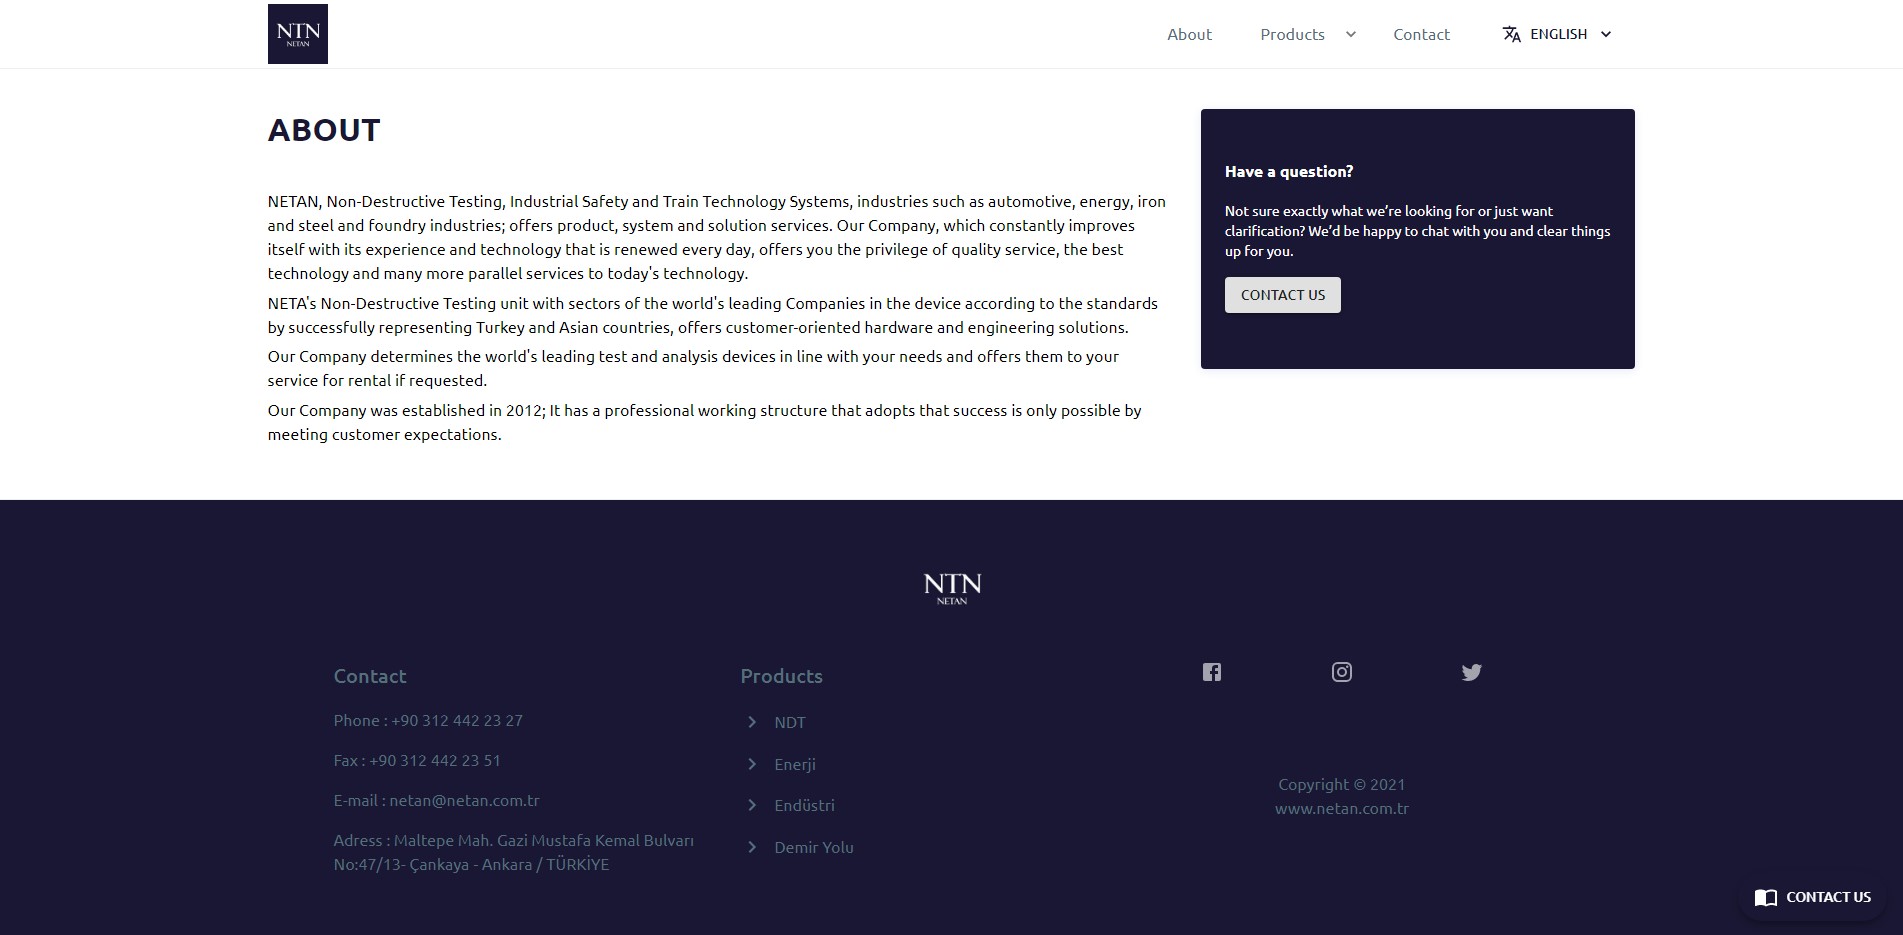 NTN
NETAN
About
Products
Contact
ENGLISH
ABOUT
NETAN, Non-Destructive Testing, Industrial Safety and Train Technology Systems, industries such as automotive, energy, iron
and steel and foundry industries; offers product, system and solution services. Our Company, which constantly improves
itself with its experience and technology that is renewed every day, offers you the privilege of quality service, the best
technology and many more parallel services to today's technology.
NETA's Non-Destructive Testing unit with sectors of the world's leading Companies in the device according to the standards
by successfully representing Turkey and Asian countries, offers customer-oriented hardware and engineering solutions.
Our Company determines the world's leading test and analysis devices in line with your needs and offers them to your
service for rental if requested.
Our Company was established in 2012; It has a professional working structure that adopts that success is only possible by
meeting customer expectations.
Have a question?
Not sure exactly what we’re looking for or just want
clarification? We’d be happy to chat with you and clear things
up for you.
CONTACT US
NTN
NETAN
Contact
Phone : +90 312 442 23 27
Fax : +90 312 442 23 51
E-mail : netan@netan.com.tr
Adress : Maltepe Mah. Gazi Mustafa Kemal Bulvarı
No:47/13- Çankaya - Ankara / TÜRKİYE
Products
NDT
Enerji
Endüstri
Demir Yolu
Copyright © 2021
www.netan.com.tr
CONTACT US